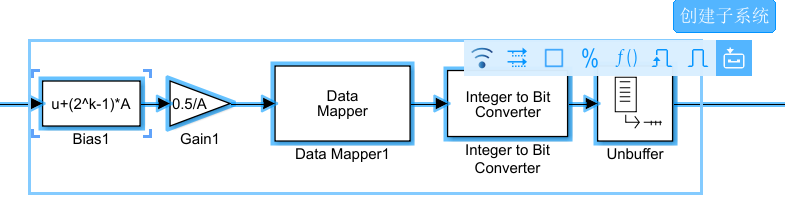 创建子系统
%
f()
u+(2^k-1)*A
0.5/A
Data
Mapper
Integer to Bit
Converter
Bias1
Gain1
Data Mapper1
Integer to Bit
Converter
Unbuffer